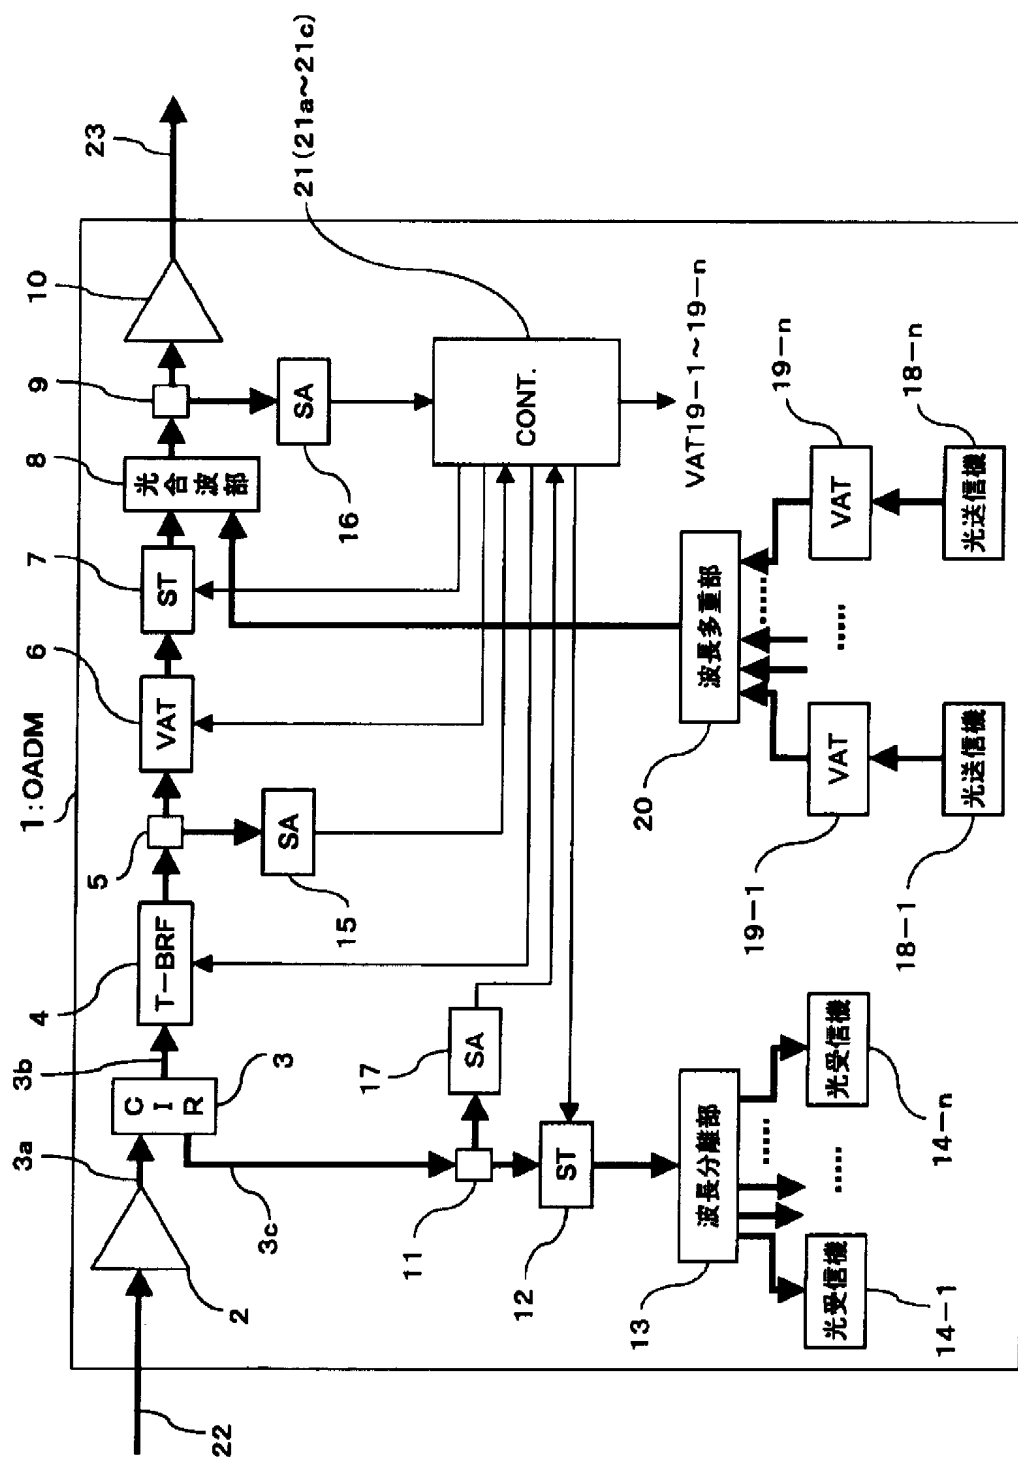 1:OADM
22
2
3a
CIR
3
3b
3c
T-BRF
4
5
SA
15
VAT
6
ST
7
光合波部
8
9
SA
16
10
23
21(21a～21c)
CONT.
VAT19-1～19-n
SA
17
11
ST
12
波長分離部
13
光受信機
14-1
光受信機
14-n
波長多重部
20
VAT
19-1
VAT
19-n
光送信機
18-1
光送信機
18-n